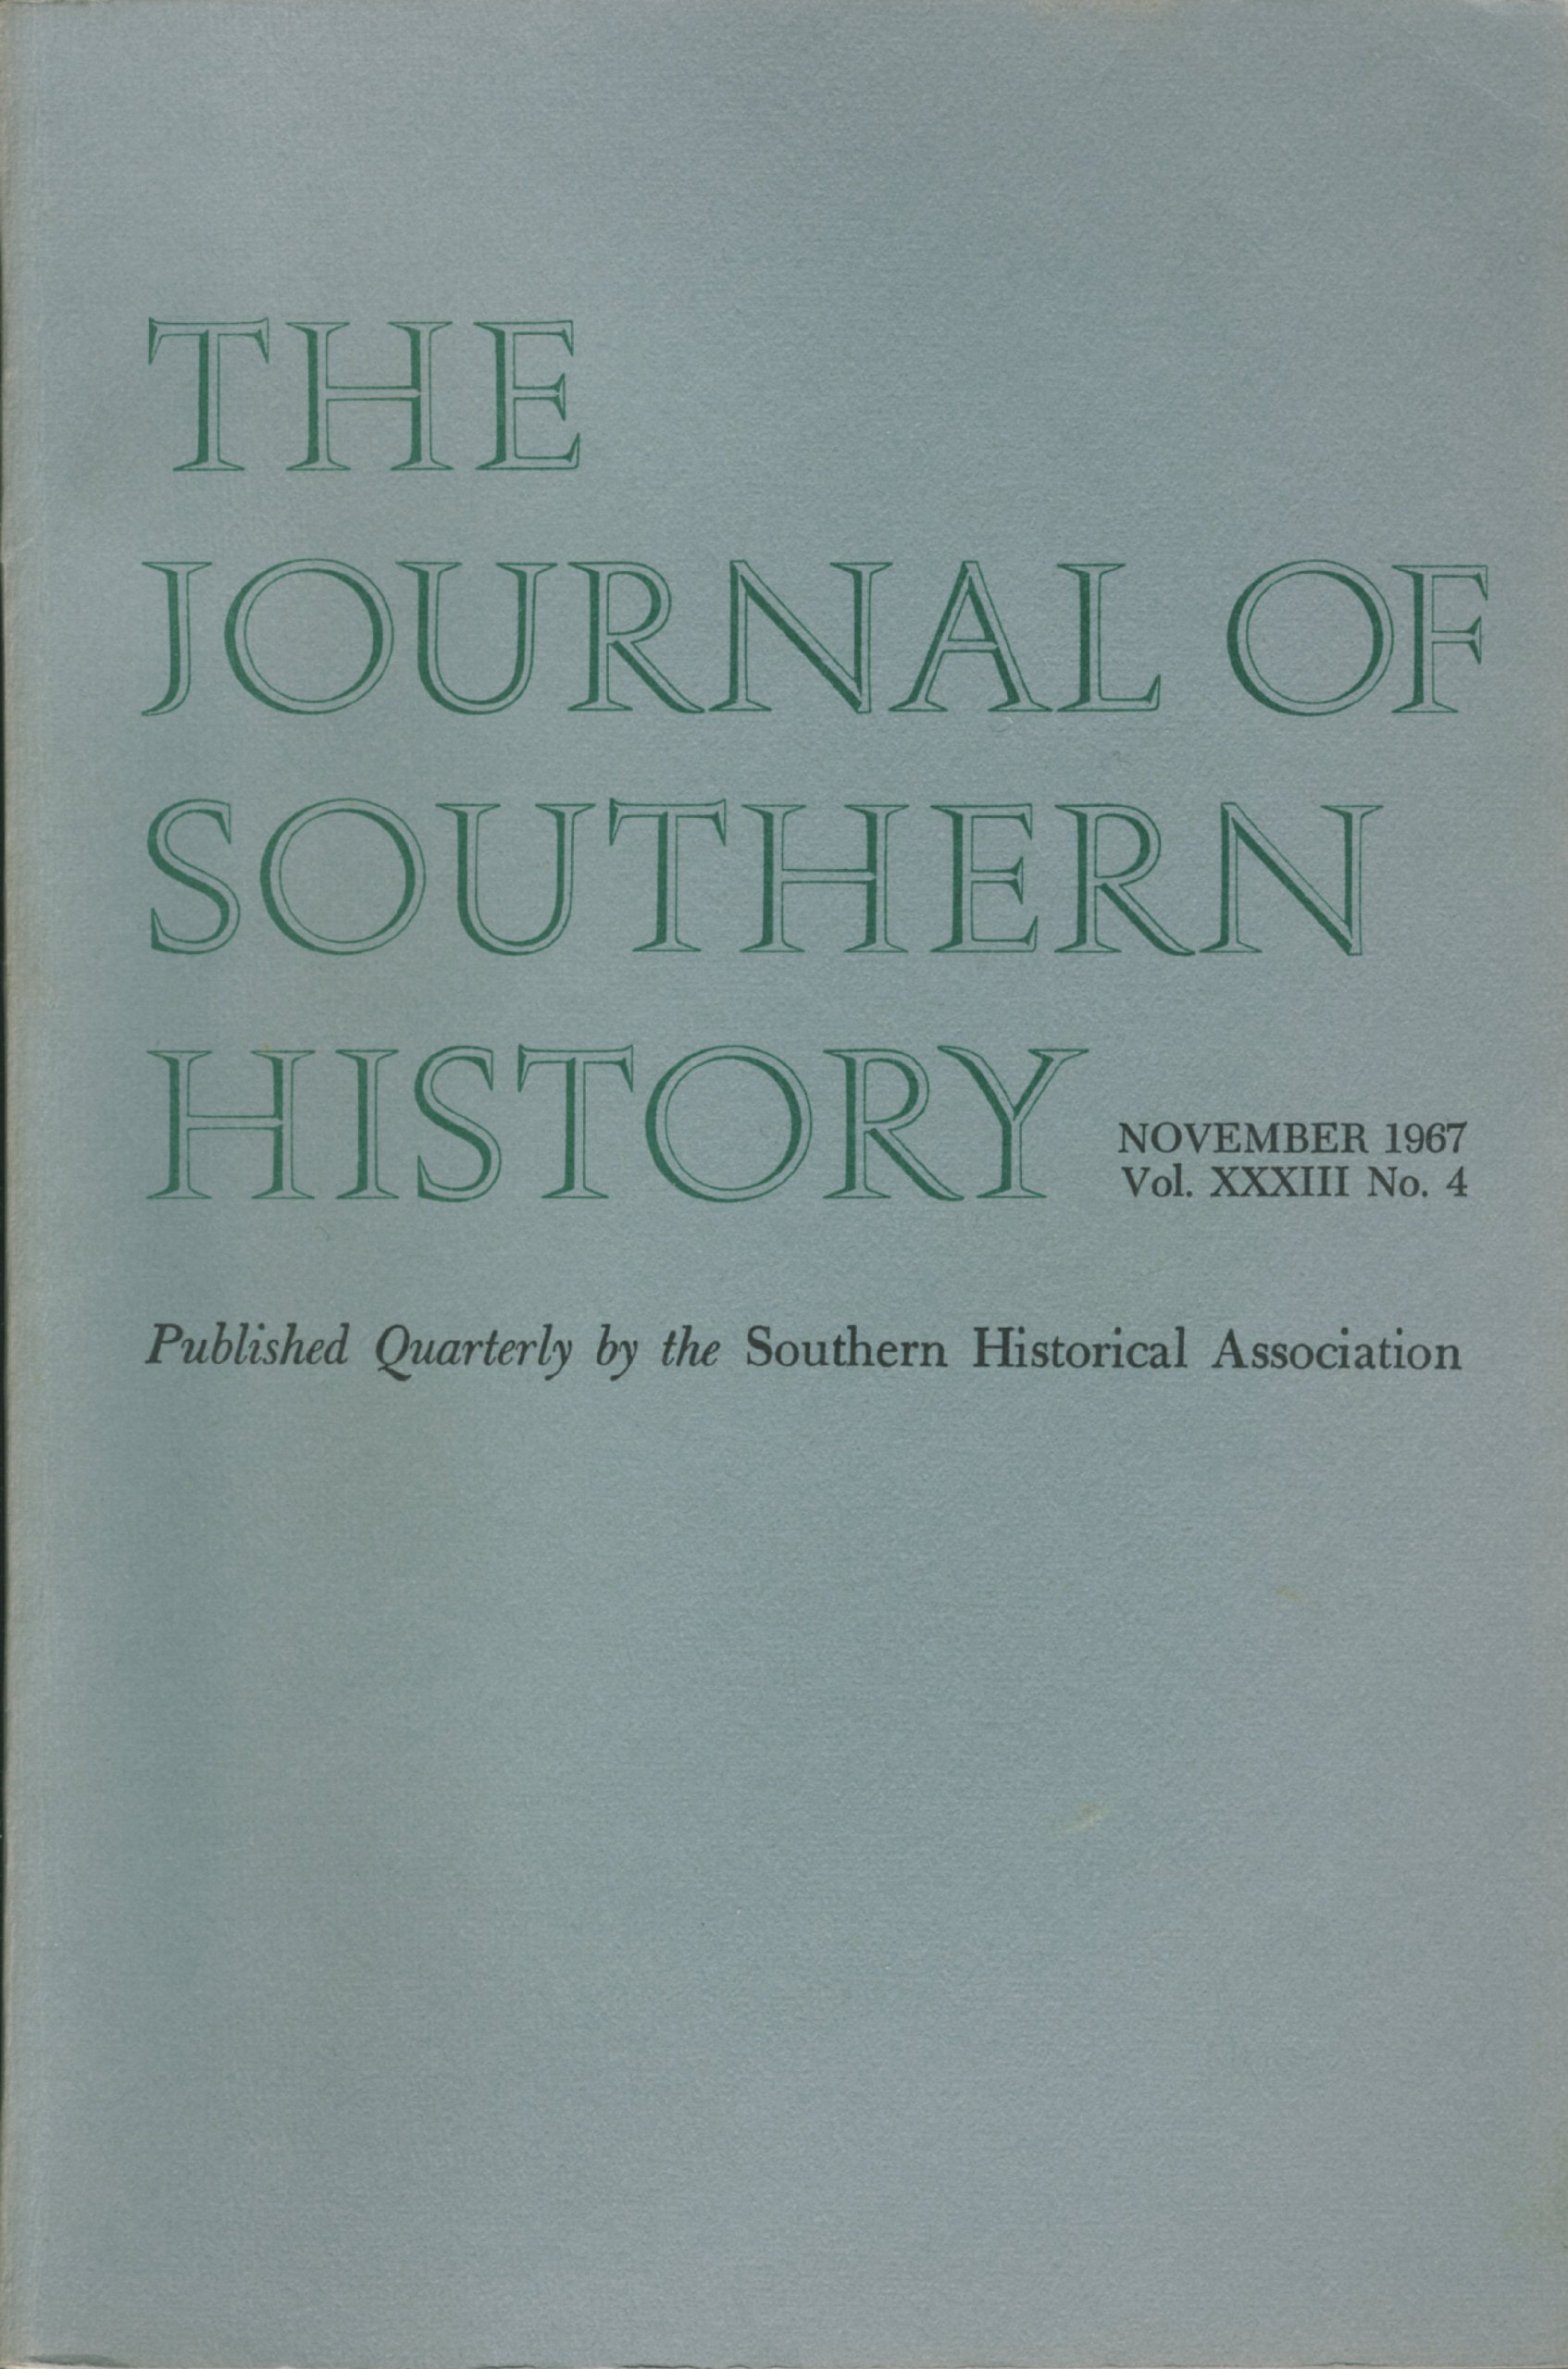 THE
JOURNAL OF
SOUTHERN
HISTORY
NOVEMBER 1967
Vol. XXXIII No. 4
Published Quarterly by the Southern Historical Association